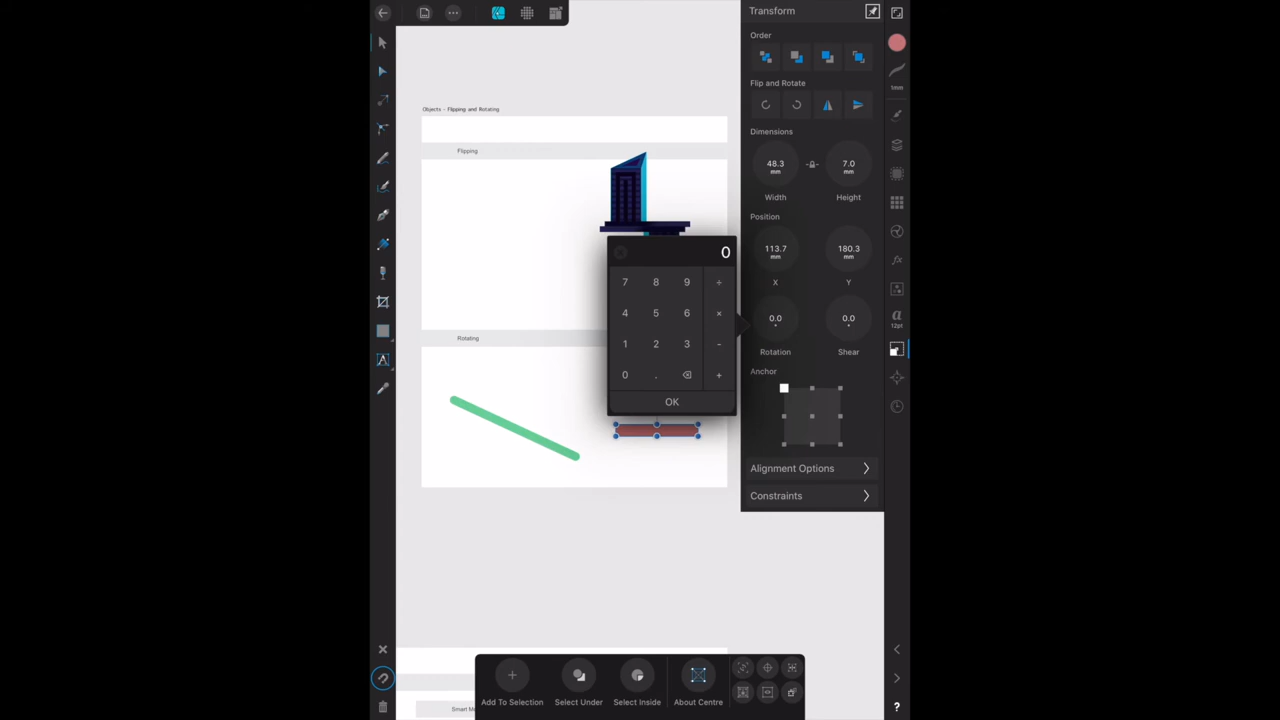 Transform
Order
1mm
Flip and Rotate
Objects - Flipping and Rotating
Dimensions
Flipping
48.3
mm
7.0
mm
Width
Height
Position
113.7
mm
180.3
mm
X
Y
0
7 8 9 ÷
4 5 6 ×
1 2 3 -
0 . +
OK
fx
a
12pt
0.0
°
0.0
°
Rotation
Shear
Rotating
A
Anchor
Alignment Options
Constraints
Add To Selection
Select Under
Select Inside
About Centre
Smart M
?